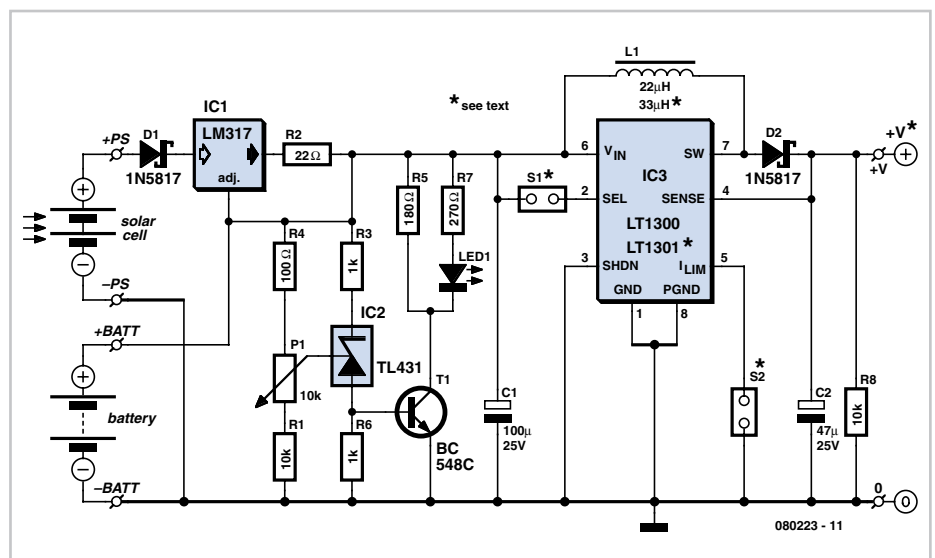 L1
22µH
33µH*
*see text
IC1
LM317
adj.
+PS
D1
1N5817
R2
22Ω
+
solar
cell
−
−PS
+BATT
+
battery
−
−BATT
R4
100Ω
R3
1k
P1
10k
R1
10k
IC2
TL431
R6
1k
R5
180Ω
R7
270Ω
LED1
T1
BC
548C
C1
100µ
25V
S1*
6
VIN
SW
7
IC3
2
SEL
SENSE
4
LT1300
LT1301*
3
SHDN
ILIM
5
GND
PGND
1
8
D2
1N5817
+V*
+
+V
*
S2
C2
47µ
25V
R8
10k
0
0
080223 - 11